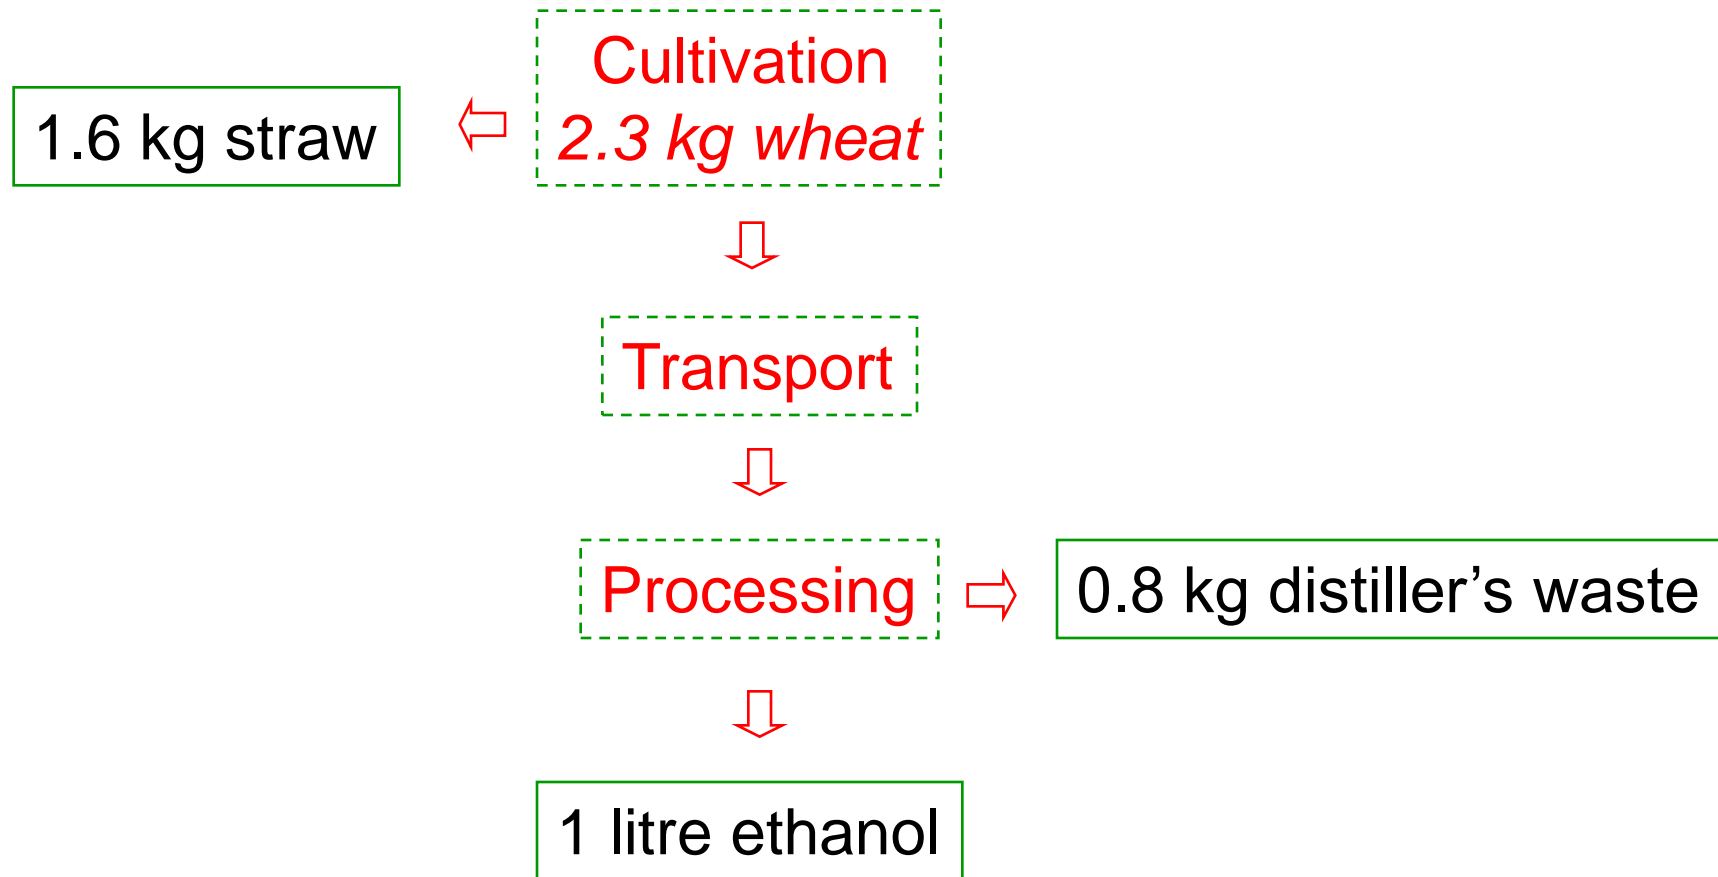 Cultivation
2.3 kg wheat
1.6 kg straw
Transport
Processing
0.8 kg distiller’s waste
1 litre ethanol